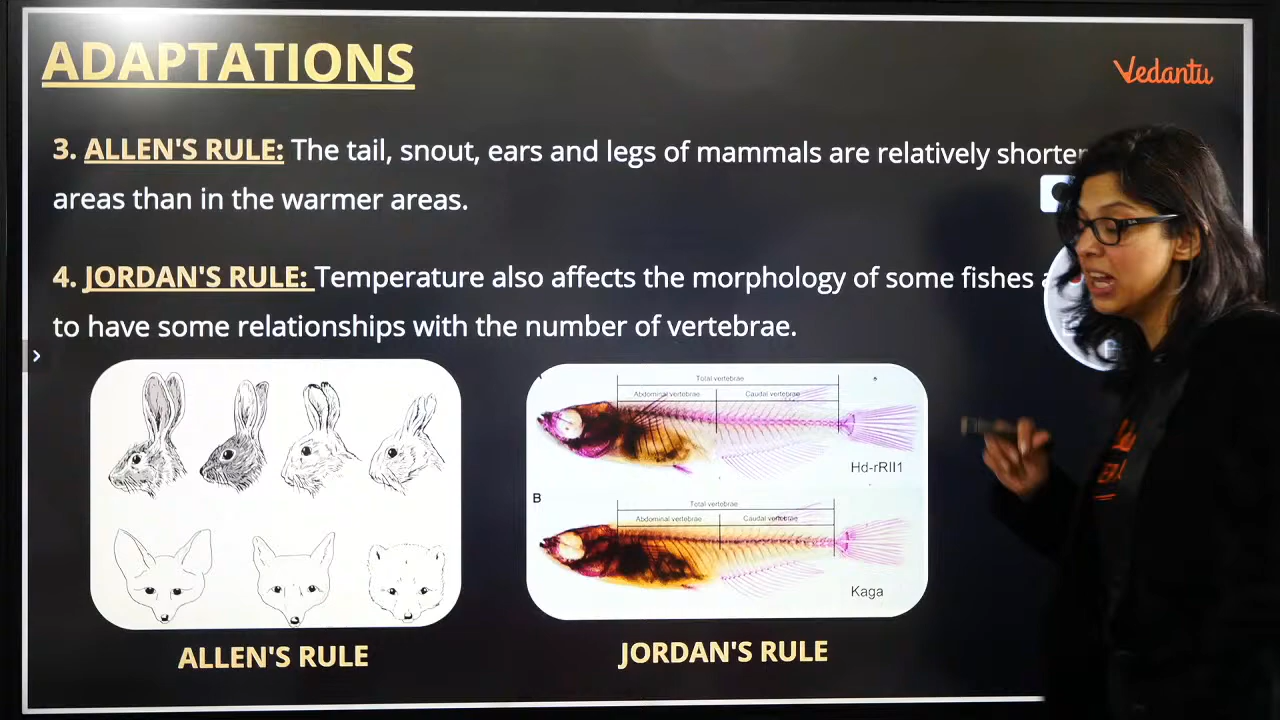 ADAPTATIONS
Vedantu
3. ALLEN'S RULE: The tail, snout, ears and legs of mammals are relatively shorter
areas than in the warmer areas.
4. JORDAN'S RULE: Temperature also affects the morphology of some fishes
to have some relationships with the number of vertebrae.
Total vertebrae
Abdominal vertebrae Caudal vertebrae
Hd-rRII1
B
Total vertebrae
Abdominal vertebrae Caudal vertebrae
Kaga
ALLEN'S RULE
JORDAN'S RULE